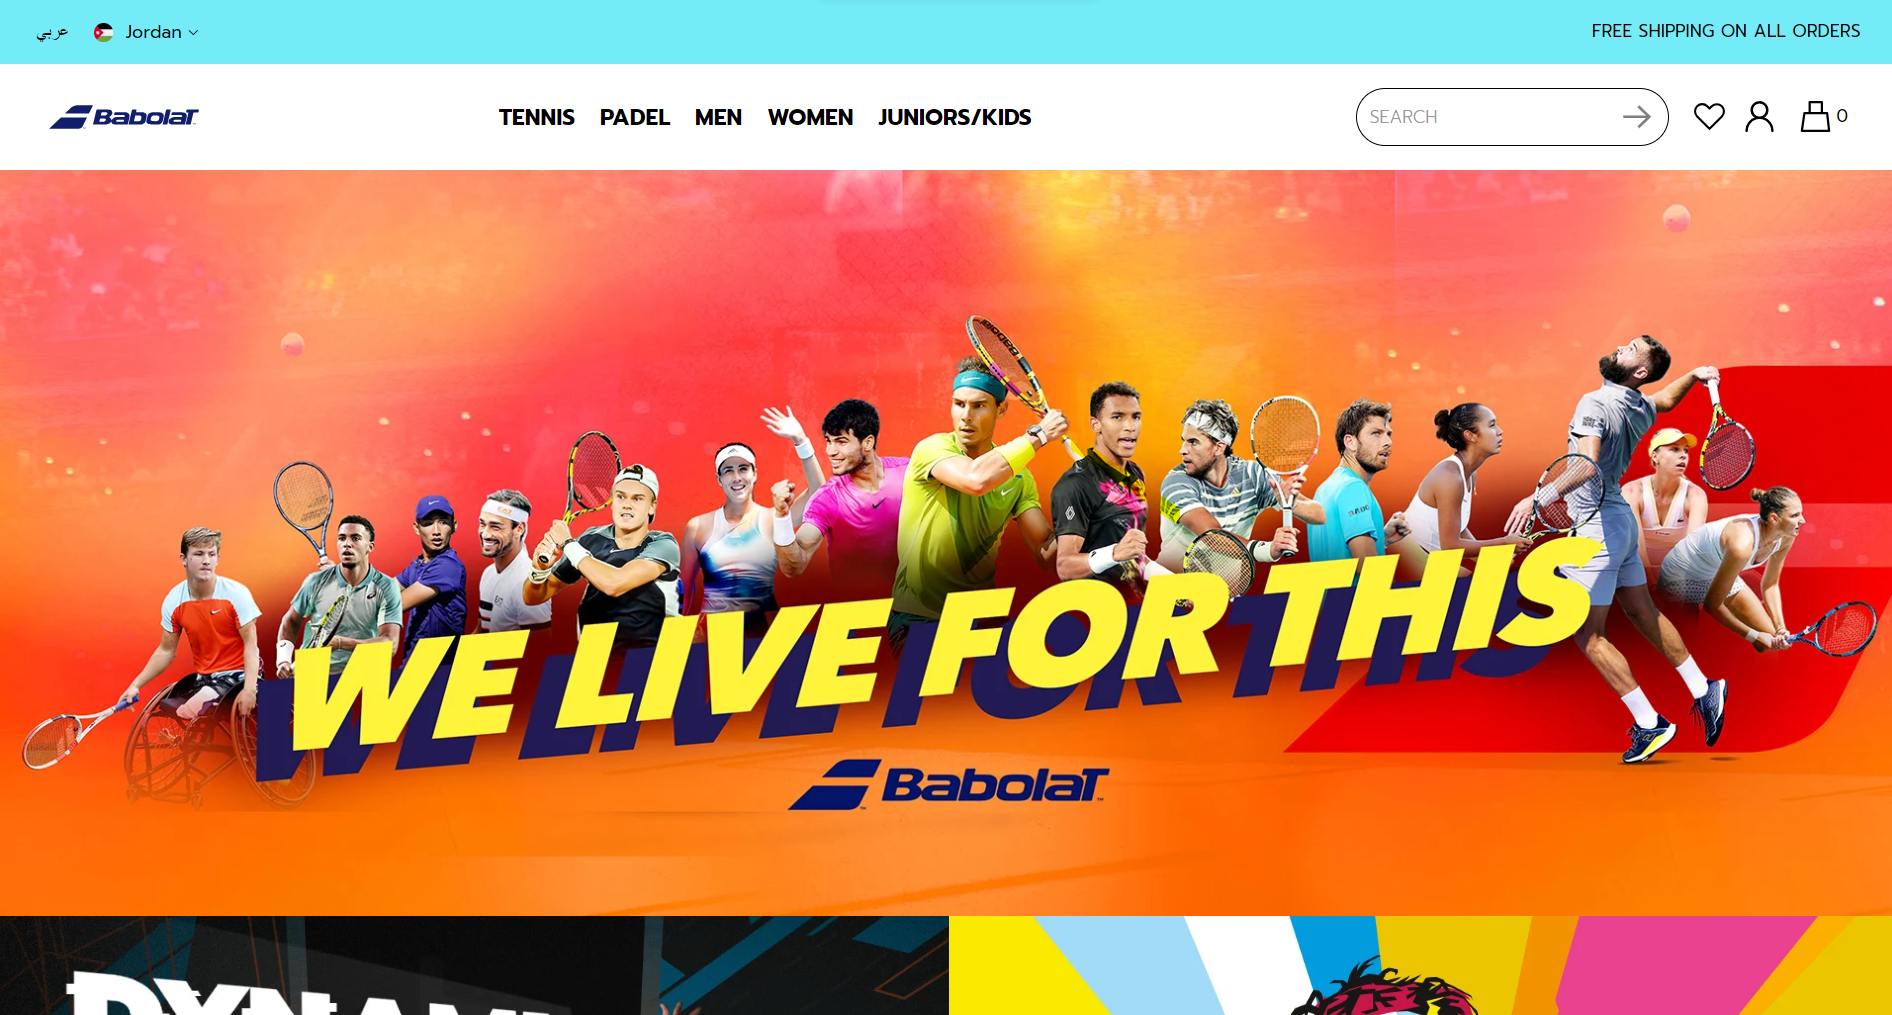 عربي
Jordan
FREE SHIPPING ON ALL ORDERS
BabolaT
TENNIS
PADEL
MEN
WOMEN
JUNIORS/KIDS
SEARCH
0
WE LIVE FOR THIS
BabolaT